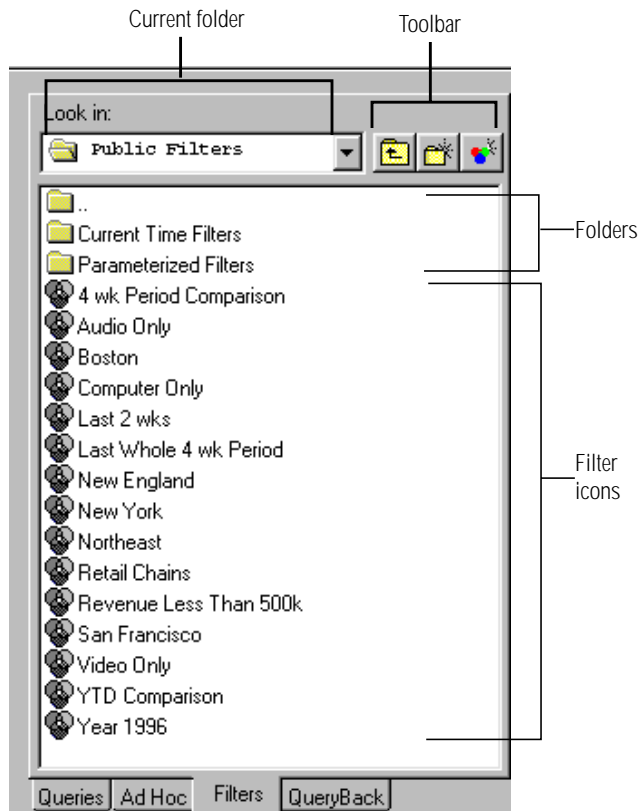 Current folder
Toolbar
Look in:
Public Filters
..
Current Time Filters
Parameterized Filters
Folders
4 wk Period Comparison
Audio Only
Boston
Computer Only
Last 2 wks
Last Whole 4 wk Period
New England
New York
Northeast
Retail Chains
Revenue Less Than 500k
San Francisco
Video Only
YTD Comparison
Year 1996
Filter
icons
Queries
Ad Hoc
Filters
QueryBack